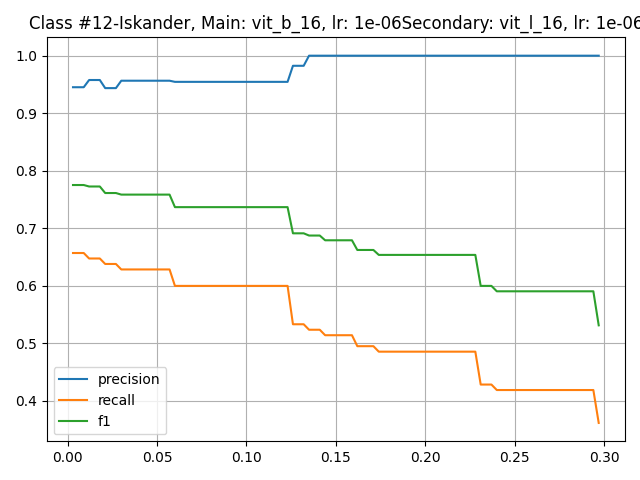 Class #12-Iskander, Main: vit_b_16, lr: 1e-06Secondary: vit_l_16, lr: 1e-06
1.0
0.9
0.8
0.7
0.6
0.5
0.4
precision
recall
f1
0.00 0.05 0.10 0.15 0.20 0.25 0.30